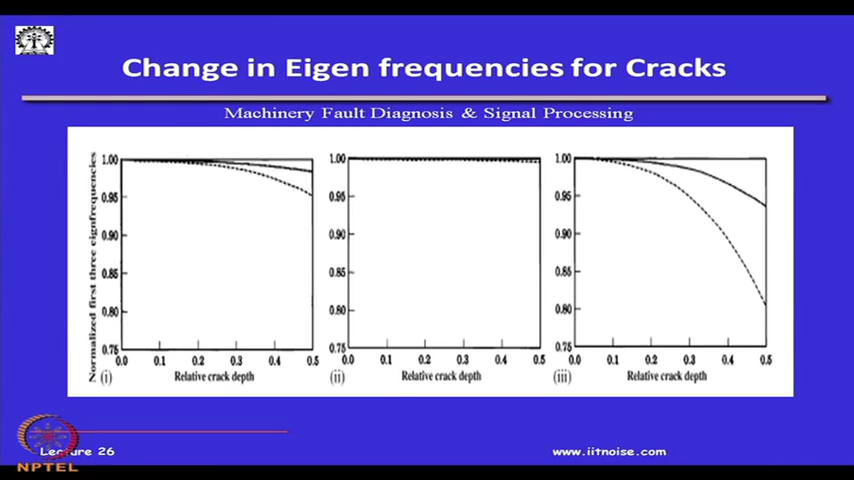 Change in Eigen frequencies for Cracks
Machinery Fault Diagnosis & Signal Processing
Normalized first three eignfrequencies
1.00
0.95
0.90
0.85
0.80
0.75
0.0 0.1 0.2 0.3 0.4 0.5
(i) Relative crack depth
1.00
0.95
0.90
0.85
0.80
0.75
0.0 0.1 0.2 0.3 0.4 0.5
(ii) Relative crack depth
1.00
0.95
0.90
0.85
0.80
0.75
0.0 0.1 0.2 0.3 0.4 0.5
(iii) Relative crack depth
Lecture 26
www.iitnoise.com
NPTEL